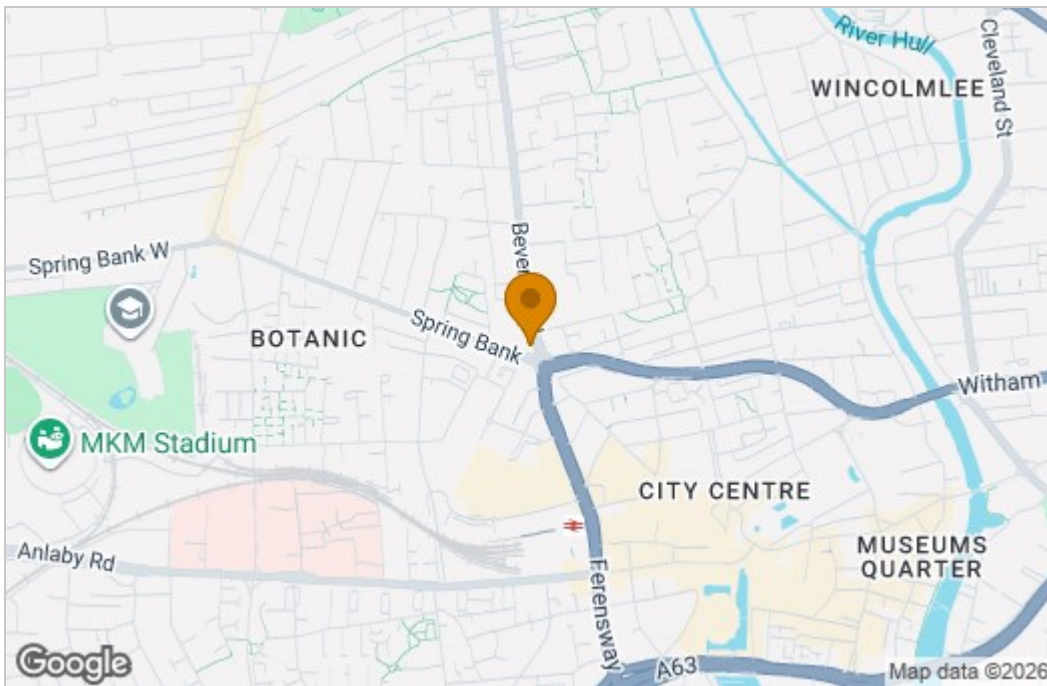 River Hull
Cleveland St
WINCOLMLEE
Spring Bank W
Bever
BOTANIC
Spring Bank
Witham
MKM Stadium
CITY CENTRE
Anlaby Rd
MUSEUMS
QUARTER
Ferensway
A63
Google
Map data ©2026